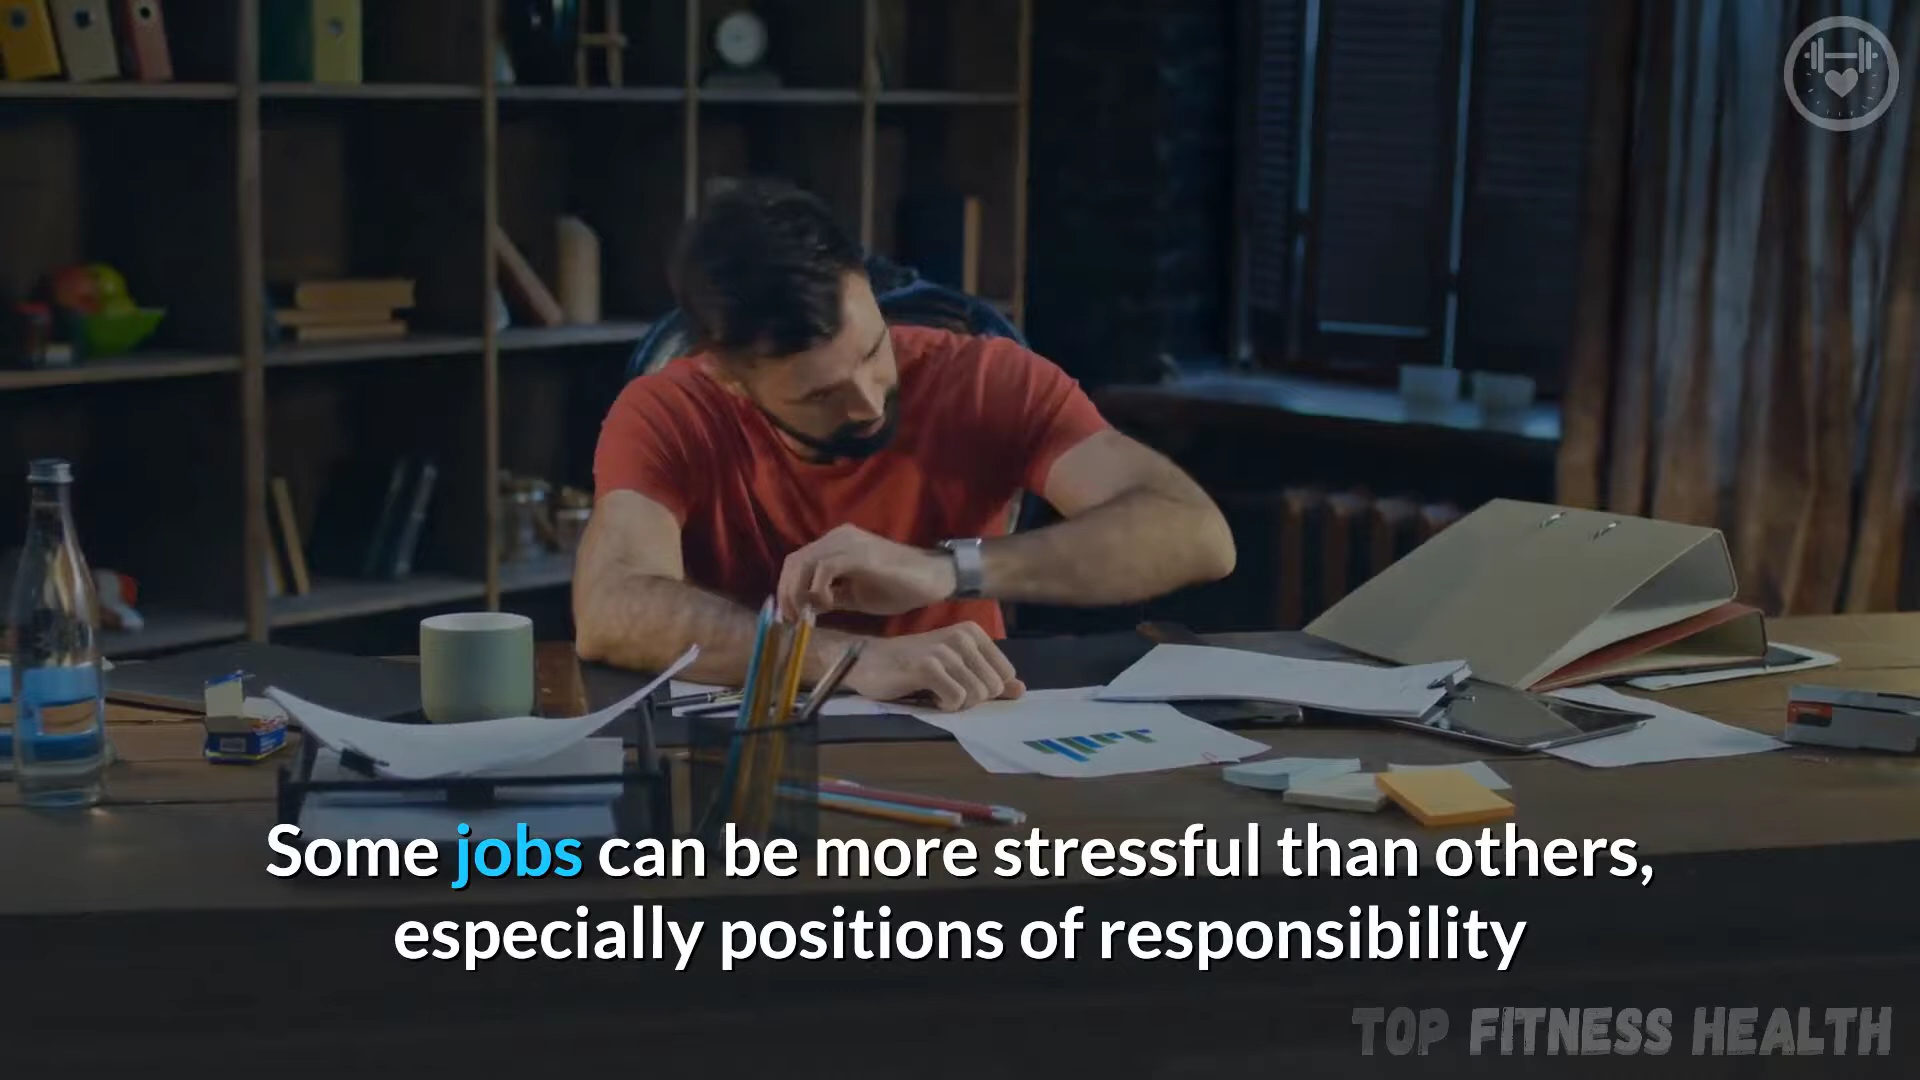 Some jobs can be more stressful than others,
especially positions of responsibility
TOP FITNESS HEALTH